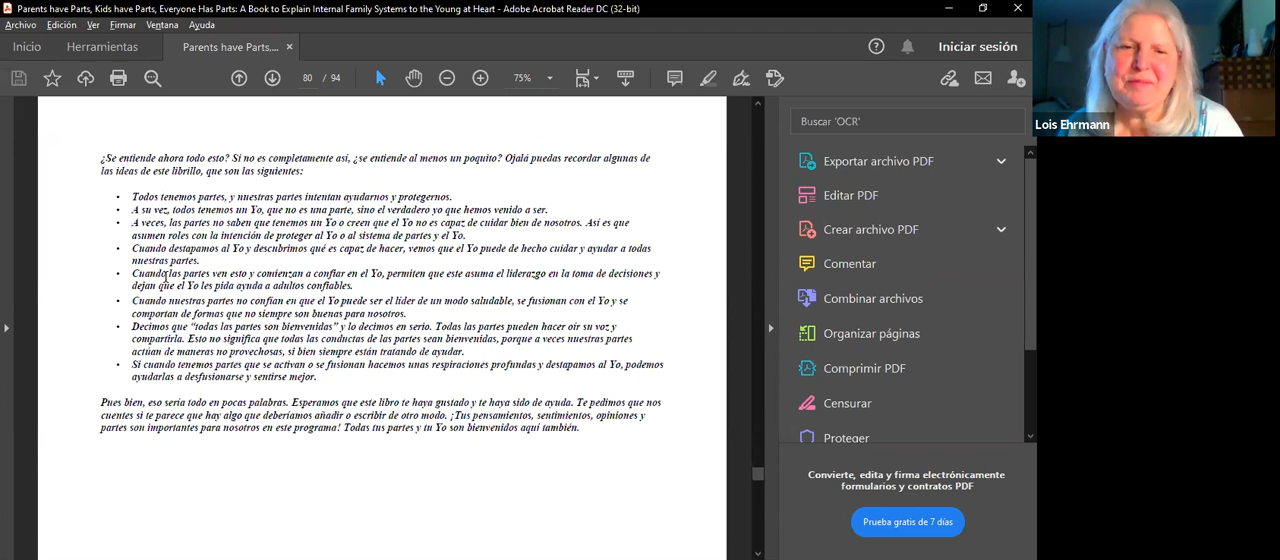 Parents have Parts, Kids have Parts, Everyone Has Parts: A Book to Explain Internal Family Systems to the Young at Heart - Adobe Acrobat Reader DC (32-bit)
Archivo Edición Ver Firmar Ventana Ayuda
Inicio Herramientas Parents have Parts,... × Iniciar sesión
80 / 94 75%
¿Se entiende ahora todo esto? Si no es completamente así, ¿se entiende al menos un poquito? Ojalá puedas recordar algunas de
las ideas de este librillo, que son las siguientes:
• Todos tenemos partes, y nuestras partes intentan ayudarnos y protegernos.
• A su vez, todos tenemos un Yo, que no es una parte, sino el verdadero yo que hemos venido a ser.
• A veces, las partes no saben que tenemos un Yo o creen que el Yo no es capaz de cuidar bien de nosotros. Así es que
asumen roles con la intención de proteger al Yo o al sistema de partes y el Yo.
• Cuando destapamos al Yo y descubrimos qué es capaz de hacer, vemos que el Yo puede de hecho cuidar y ayudar a todas
nuestras partes.
• Cuando las partes ven esto y comienzan a confiar en el Yo, permiten que este asuma el liderazgo en la toma de decisiones y
dejan que el Yo les pida ayuda a adultos confiables.
• Cuando nuestras partes no confían en que el Yo puede ser el líder de un modo saludable, se fusionan con el Yo y se
comportan de formas que no siempre son buenas para nosotros.
• Decimos que “todas las partes son bienvenidas” y lo decimos en serio. Todas las partes pueden hacer oír su voz y
compartirla. Esto no significa que todas las conductas de las partes sean bienvenidas, porque a veces nuestras partes
actúan de maneras no provechosas, si bien siempre están tratando de ayudar.
• Si cuando tenemos partes que se activan o se fusionan hacemos unas respiraciones profundas y destapamos al Yo, podemos
ayudarlas a desfusionarse y sentirse mejor.
Pues bien, eso sería todo en pocas palabras. Esperamos que este libro te haya gustado y te haya sido de ayuda. Te pedimos que nos
cuentes si te parece que hay algo que deberíamos añadir o escribir de otro modo. ¡Tus pensamientos, sentimientos, opiniones y
partes son importantes para nosotros en este programa! Todas tus partes y tu Yo son bienvenidos aquí también.
Buscar 'OCR'
Exportar archivo PDF
Editar PDF
Crear archivo PDF
Comentar
Combinar archivos
Organizar páginas
Comprimir PDF
Censurar
Proteger
Convierte, edita y firma electrónicamente
formularios y contratos PDF
Prueba gratis de 7 días
Lois Ehrmann